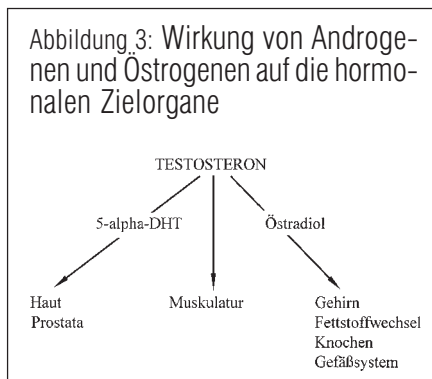 Abbildung 3: Wirkung von Androge-
nen und Östrogenen auf die hormo-
nalen Zielorgane
TESTOSTERON
5-alpha-DHT
Östradiol
Haut
Prostata
Muskulatur
Gehirn
Fettstoffwechsel
Knochen
Gefäßsystem